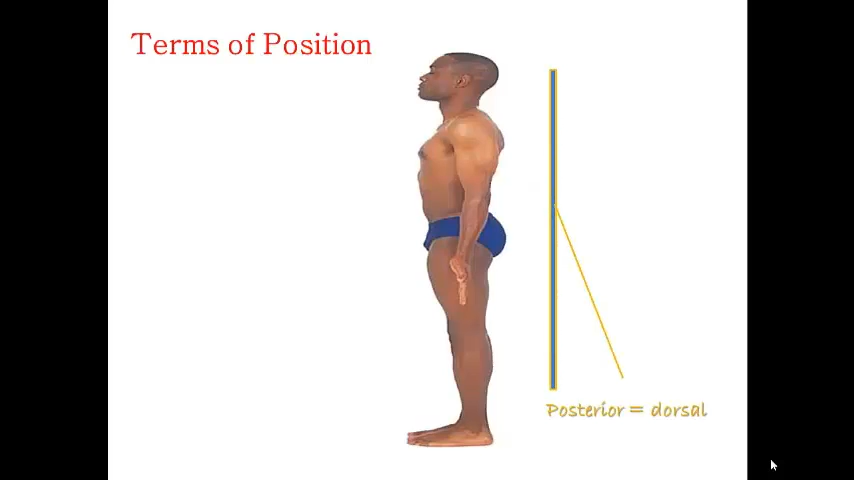 Terms of Position
Posterior = dorsal